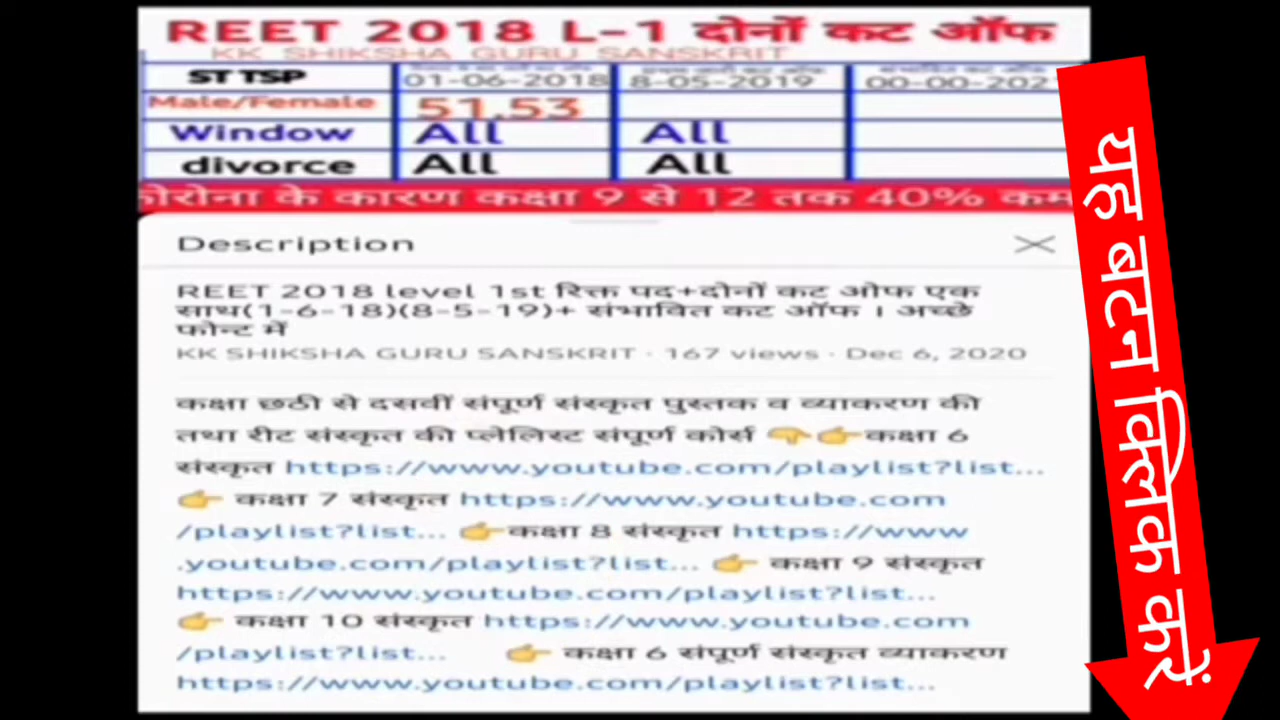 REET 2018 L-1 दोनों कट ऑफ
KK SHIKSHA GURU SANSKRIT
ST TSP 01-06-2018 8-05-2019 00-00-202
Male/Female 51.53
Window All All
divorce All All
के कारण कक्षा 9 से 12 तक 40% कम
Description
REET 2018 level 1st रिक्त पद+दोनों कट ओफ एक
साथ(1-6-18)(8-5-19)+ संभावित कट ऑफ । अच्छे
फोन्ट में
KK SHIKSHA GURU SANSKRIT · 167 views · Dec 6, 2020
कक्षा छठी से दसवीं संपूर्ण संस्कृत पुस्तक व व्याकरण की
तथा रीट संस्कृत की प्लेलिस्ट संपूर्ण कोर्स 👇👉कक्षा 6
संस्कृत https://www.youtube.com/playlist?list...
👉 कक्षा 7 संस्कृत https://www.youtube.com
/playlist?list... 👉कक्षा 8 संस्कृत https://www
.youtube.com/playlist?list... 👉 कक्षा 9 संस्कृत
https://www.youtube.com/playlist?list...
👉 कक्षा 10 संस्कृत https://www.youtube.com
/playlist?list... 👉 कक्षा 6 संपूर्ण संस्कृत व्याकरण
https://www.youtube.com/playlist?list...
यह बटन क्लिक करें